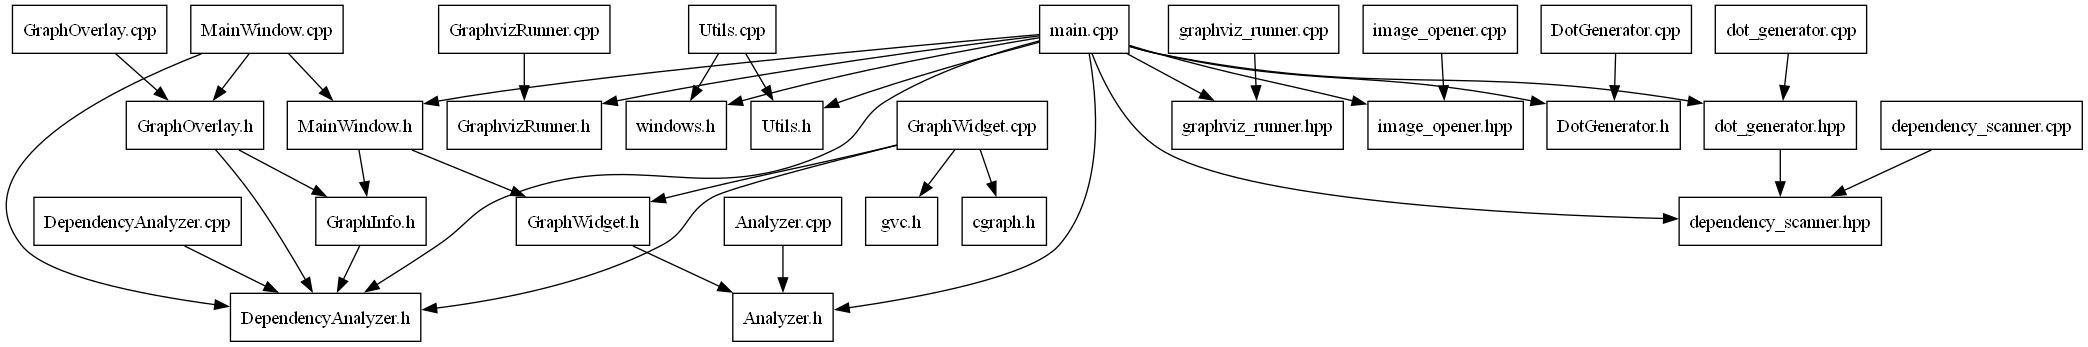 GraphOverlay.cpp
MainWindow.cpp
GraphvizRunner.cpp
Utils.cpp
main.cpp
graphviz_runner.cpp
image_opener.cpp
DotGenerator.cpp
dot_generator.cpp
GraphOverlay.h
MainWindow.h
GraphvizRunner.h
windows.h
Utils.h
GraphWidget.cpp
graphviz_runner.hpp
image_opener.hpp
DotGenerator.h
dot_generator.hpp
dependency_scanner.cpp
DependencyAnalyzer.cpp
GraphInfo.h
GraphWidget.h
Analyzer.cpp
gvc.h
cgraph.h
dependency_scanner.hpp
DependencyAnalyzer.h
Analyzer.h